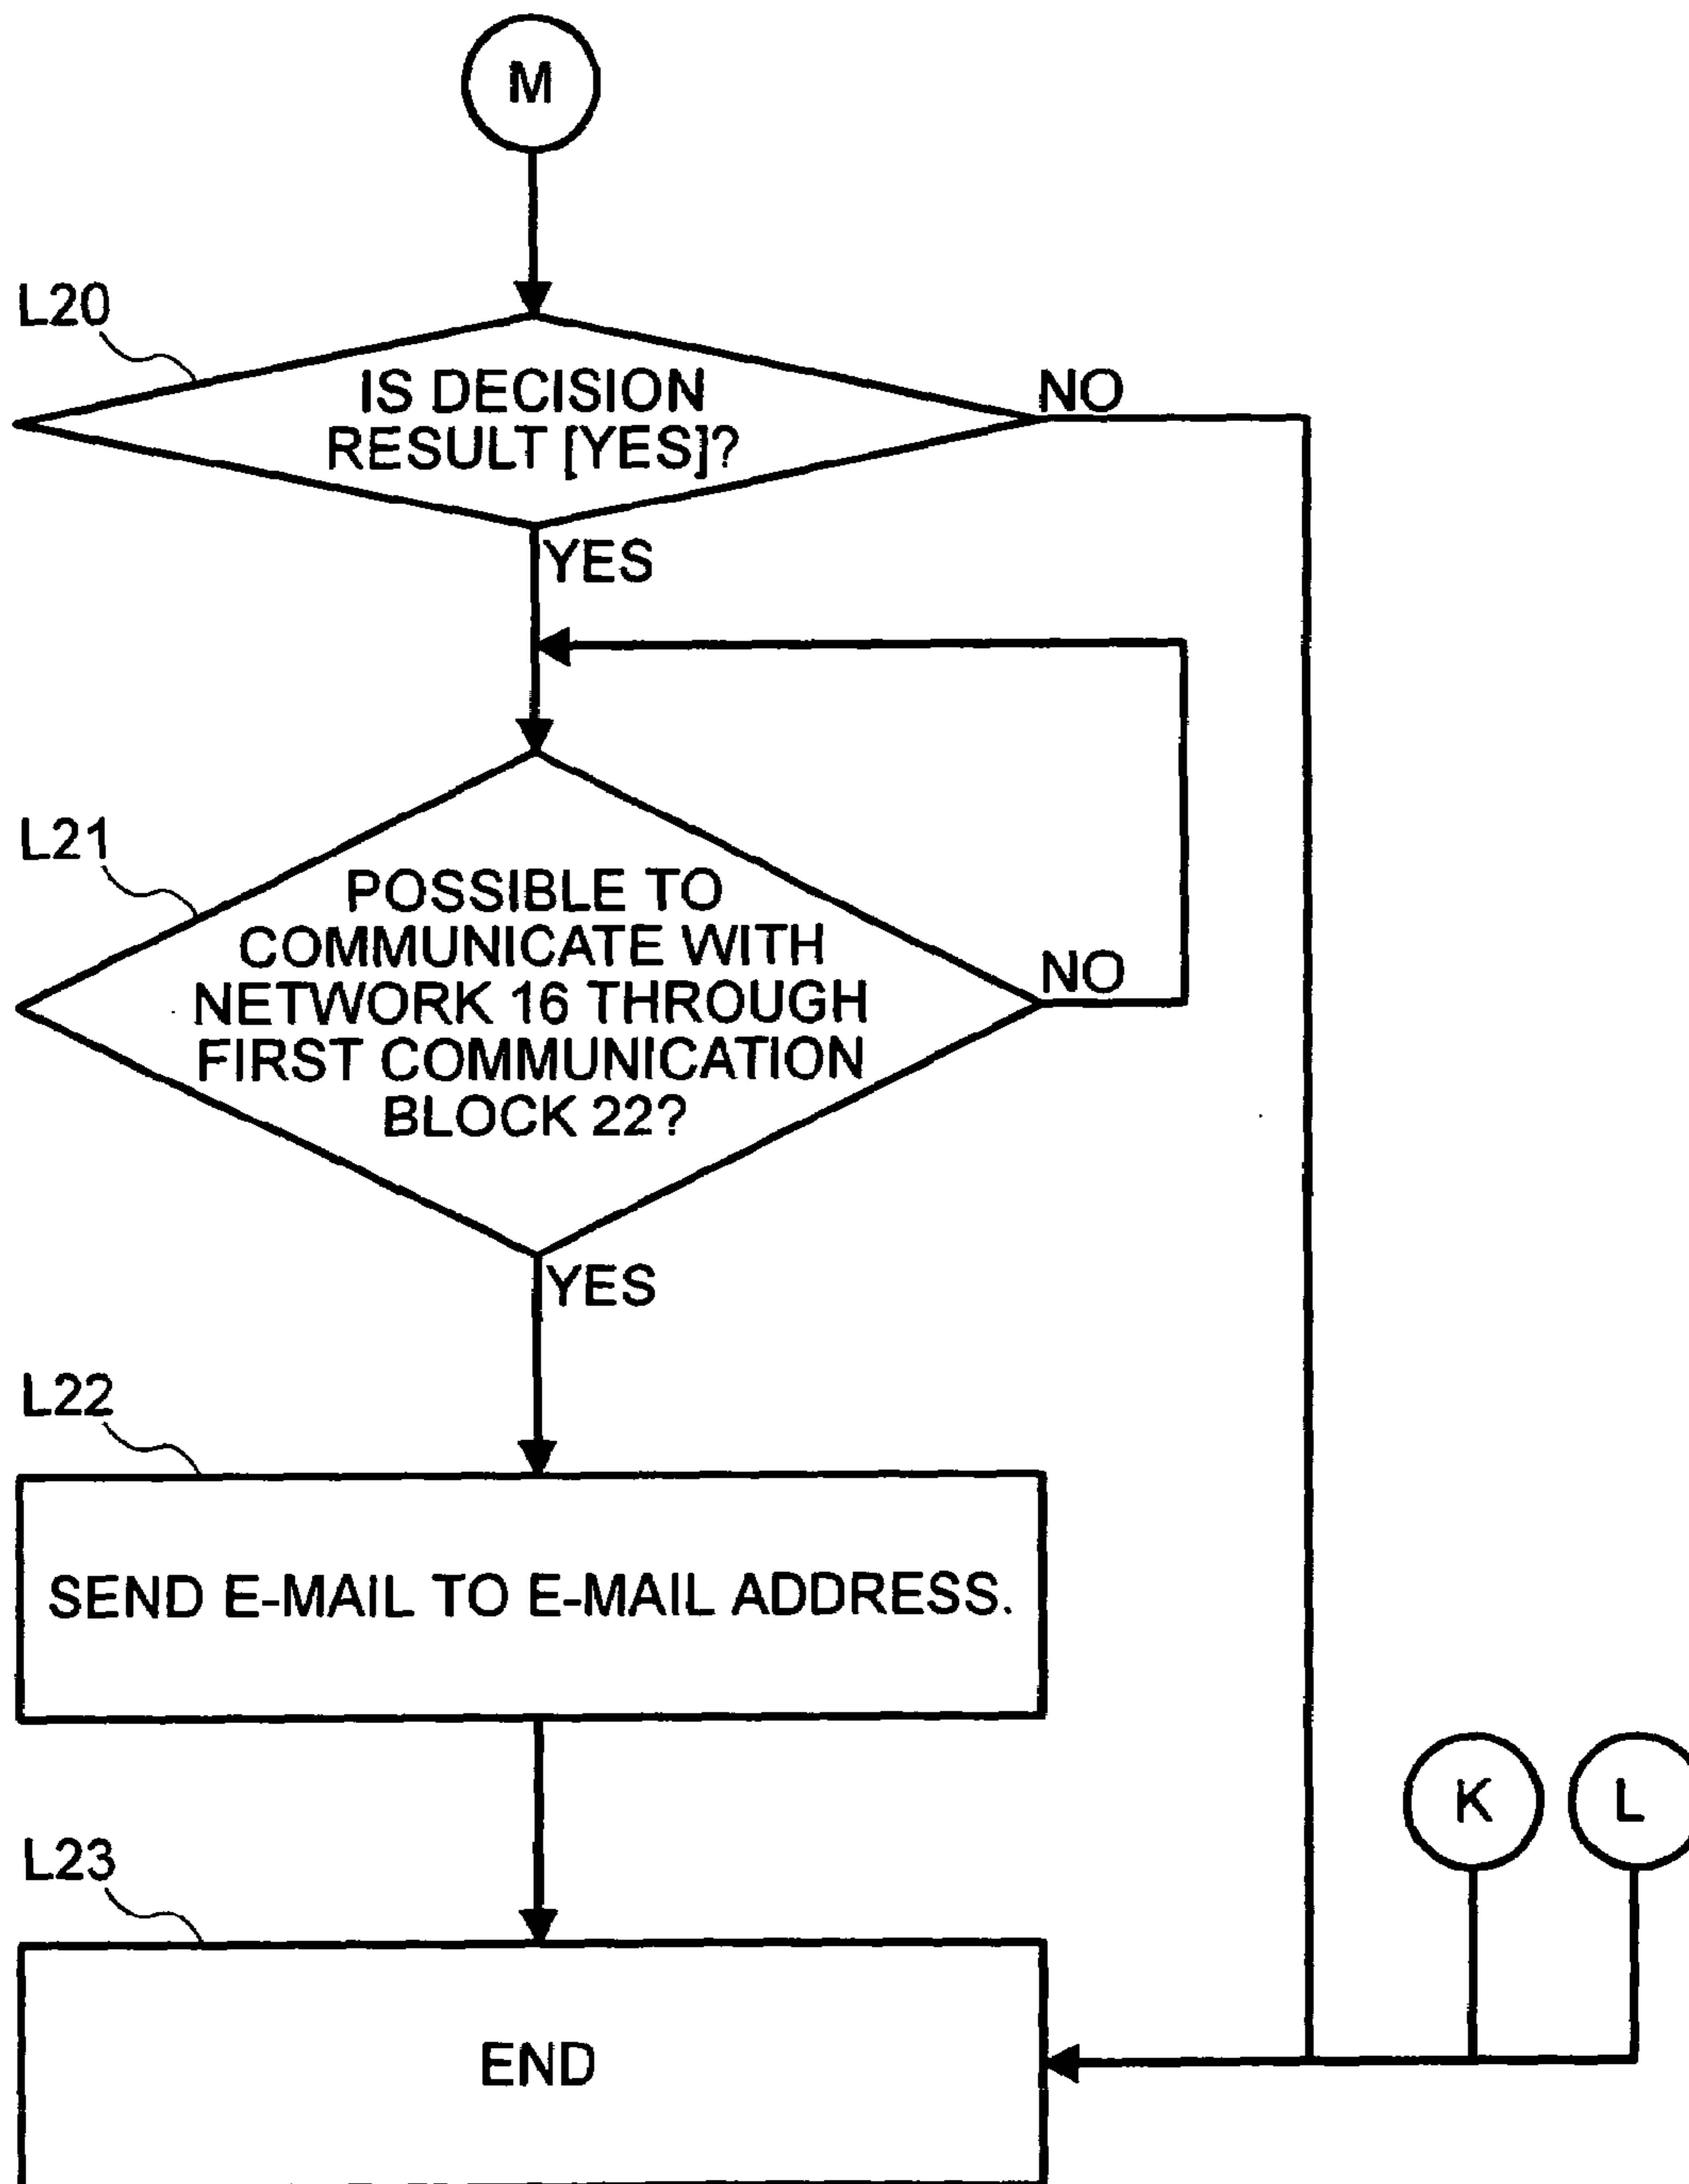 M
L20
IS DECISION
RESULT [YES]?
NO
YES
L21
POSSIBLE TO
COMMUNICATE WITH
NETWORK 16 THROUGH
FIRST COMMUNICATION
BLOCK 22?
NO
YES
L22
SEND E-MAIL TO E-MAIL ADDRESS.
K
L
L23
END